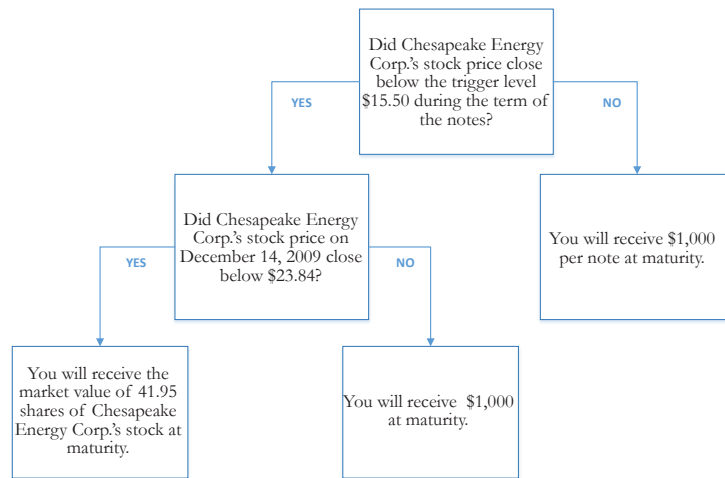 Did Chesapeake Energy
Corp.'s stock price close
below the trigger level
$15.50 during the term of
the notes?
YES
NO
Did Chesapeake Energy
Corp.'s stock price on
December 14, 2009 close
below $23.84?
You will receive $1,000
per note at maturity.
YES
NO
You will receive the
market value of 41.95
shares of Chesapeake
Energy Corp.'s stock at
maturity.
You will receive $1,000
at maturity.